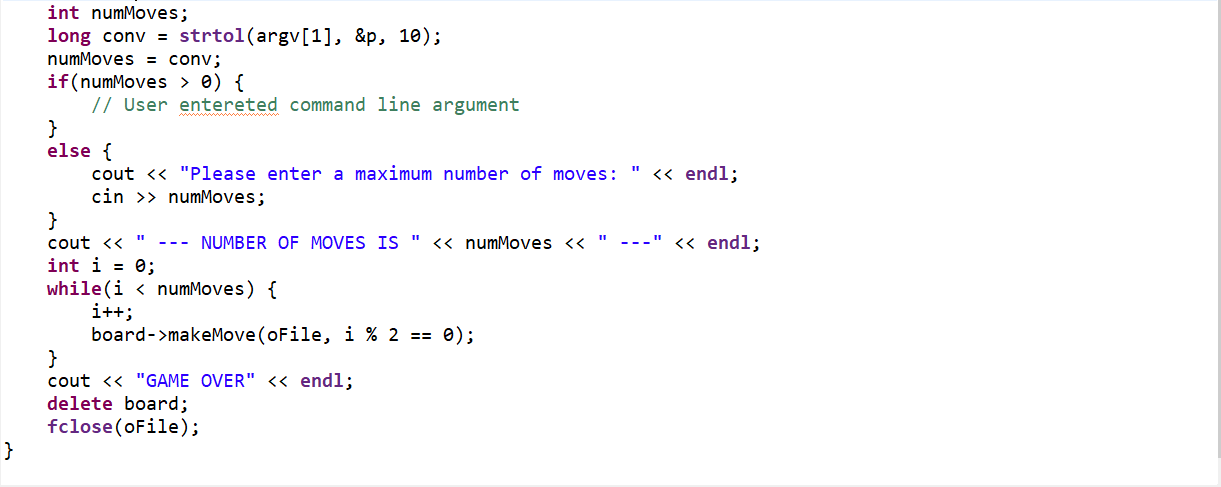 int numMoves;
long conv = strtol(argv[1], &p, 10);
numMoves = conv;
if(numMoves > 0) {
// User entereted command line argument
}
else {
cout << "Please enter a maximum number of moves: " << endl;
cin >> numMoves;
}
cout << " --- NUMBER OF MOVES IS " << numMoves << " ---" << endl;
int i = 0;
while(i < numMoves) {
i++;
board->makeMove(oFile, i % 2 == 0);
}
cout << "GAME OVER" << endl;
delete board;
fclose(oFile);
}